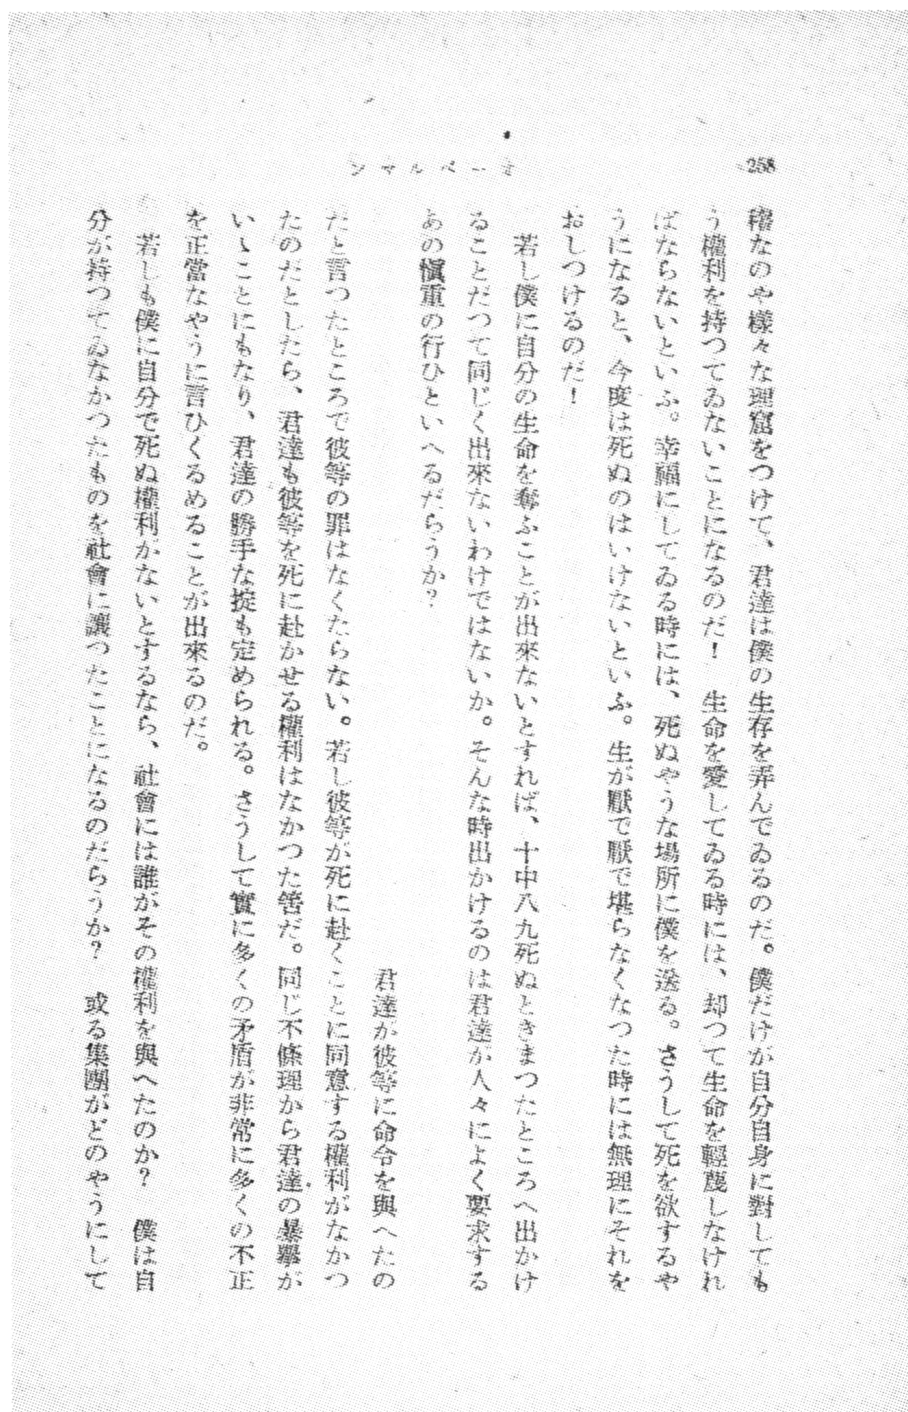 258
オーベルマン
稽なのや樣々な理窟をつけて、君達は僕の生存を弄んでゐるのだ。僕だけが自分自身に對しても
う權利を持つてゐないことになるのだ！　生命を愛してゐる時には、却つて生命を輕蔑しなけれ
ばならないといふ。幸福にしてゐる時には、死ぬやうな場所に僕を送る。さうして死を欲するや
うになると、今度は死ぬのはいけないといふ。生が厭で厭で堪らなくなつた時には無理にそれを
おしつけるのだ！
若し僕に自分の生命を奪ふことが出來ないとすれば、十中八九死ぬときまつたところへ出かけ
ることだつて同じく出來ないわけではないか。そんな時出かけるのは君達が人々によく要求する
あの愼重の行ひといへるだらうか？
君達が彼等に命令を與へたの
だと言つたところで彼等の罪はなくたらない。若し彼等が死に赴くことに同意する權利がなかつ
たのだとしたら、君達も彼等を死に赴かせる權利はなかつた筈だ。同じ不條理から君達の暴擧が
いゝことにもなり、君達の勝手な掟も定められる。さうして實に多くの矛盾が非常に多くの不正
を正當なやうに言ひくるめることが出來るのだ。
若しも僕に自分で死ぬ權利がないとするなら、社會には誰がその權利を與へたのか？　僕は自
分が持つてゐなかつたものを社會に讓つたことになるのだらうか？　或る集團がどのやうにして